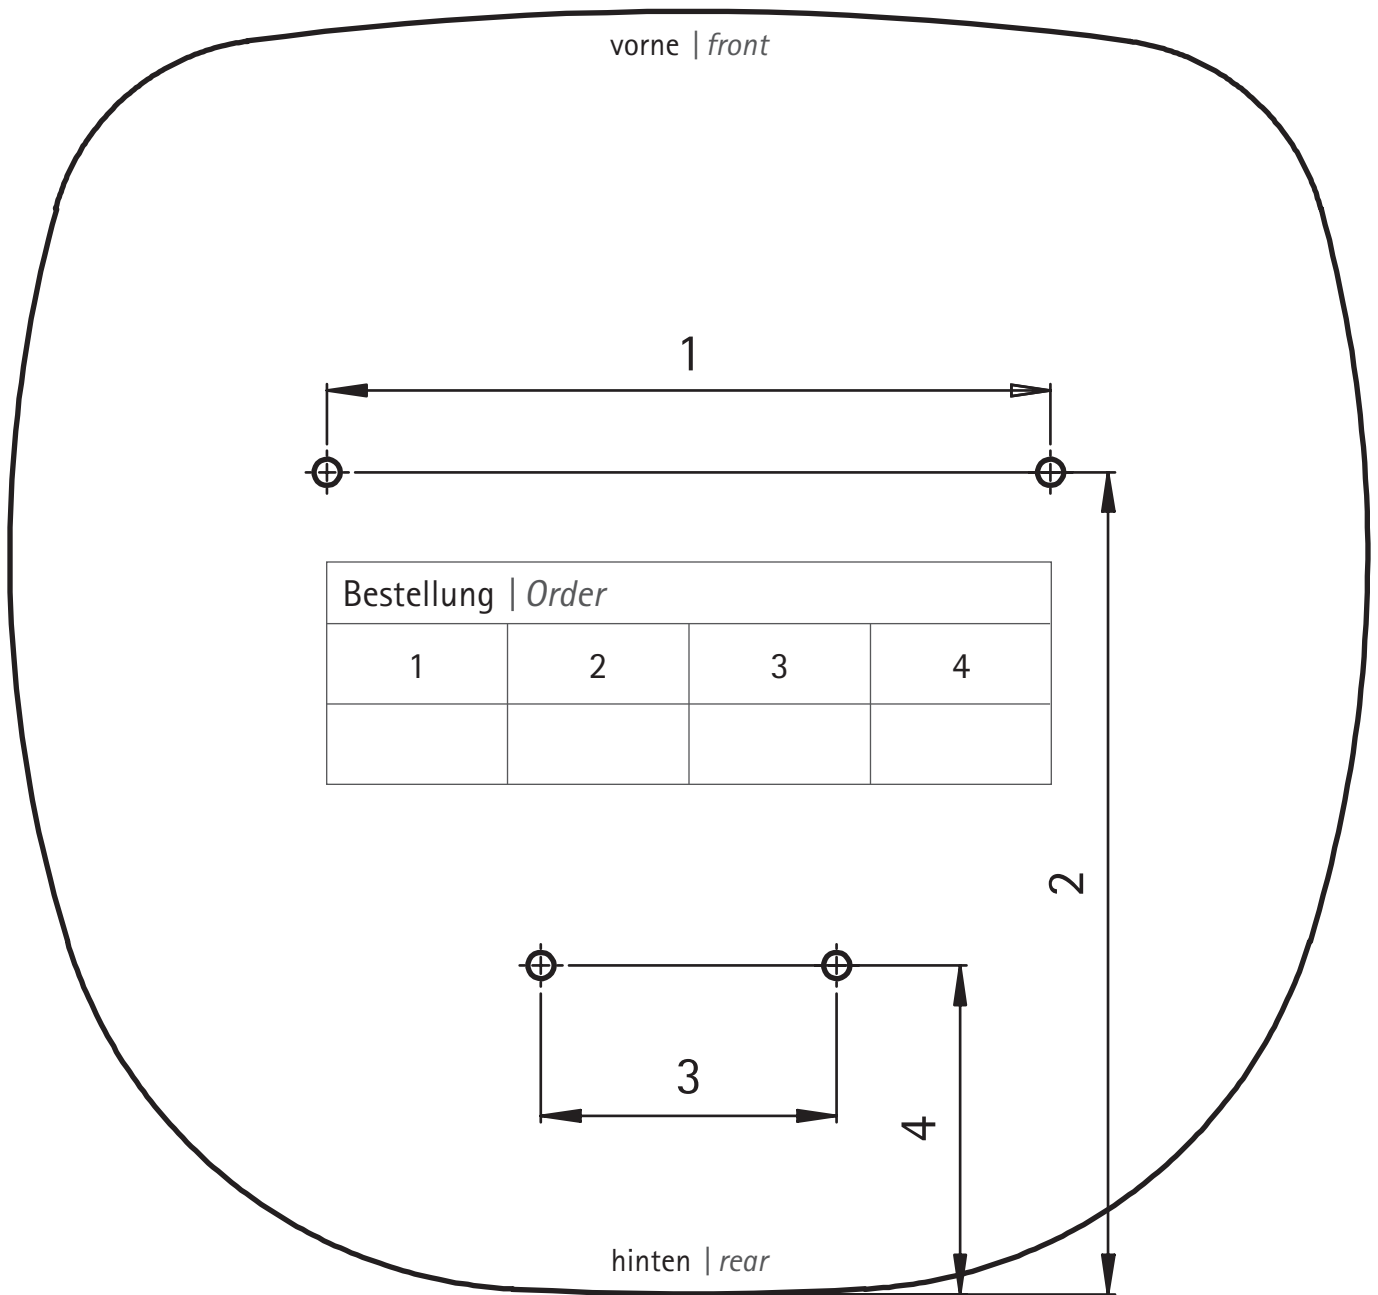 vorne | front
1
Bestellung | Order
1 2 3 4
2
3
4
hinten | rear